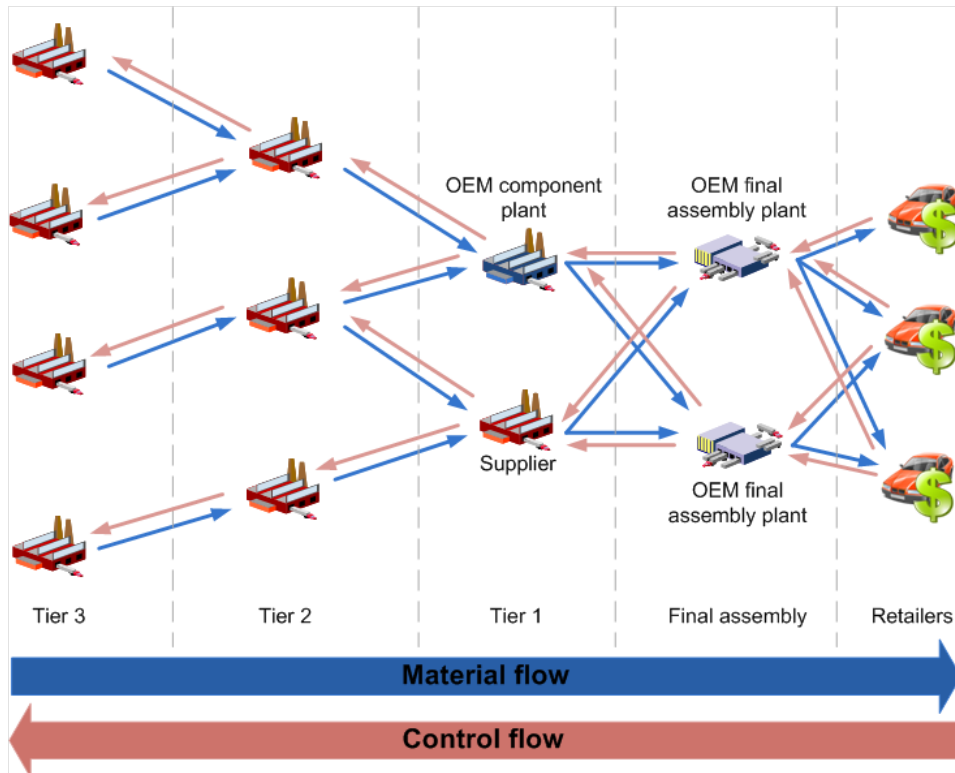 OEM component
plant
OEM final
assembly plant
$
$
Supplier
$
OEM final
assembly plant
Tier 3
Tier 2
Tier 1
Final assembly
Retailers
Material flow
Control flow